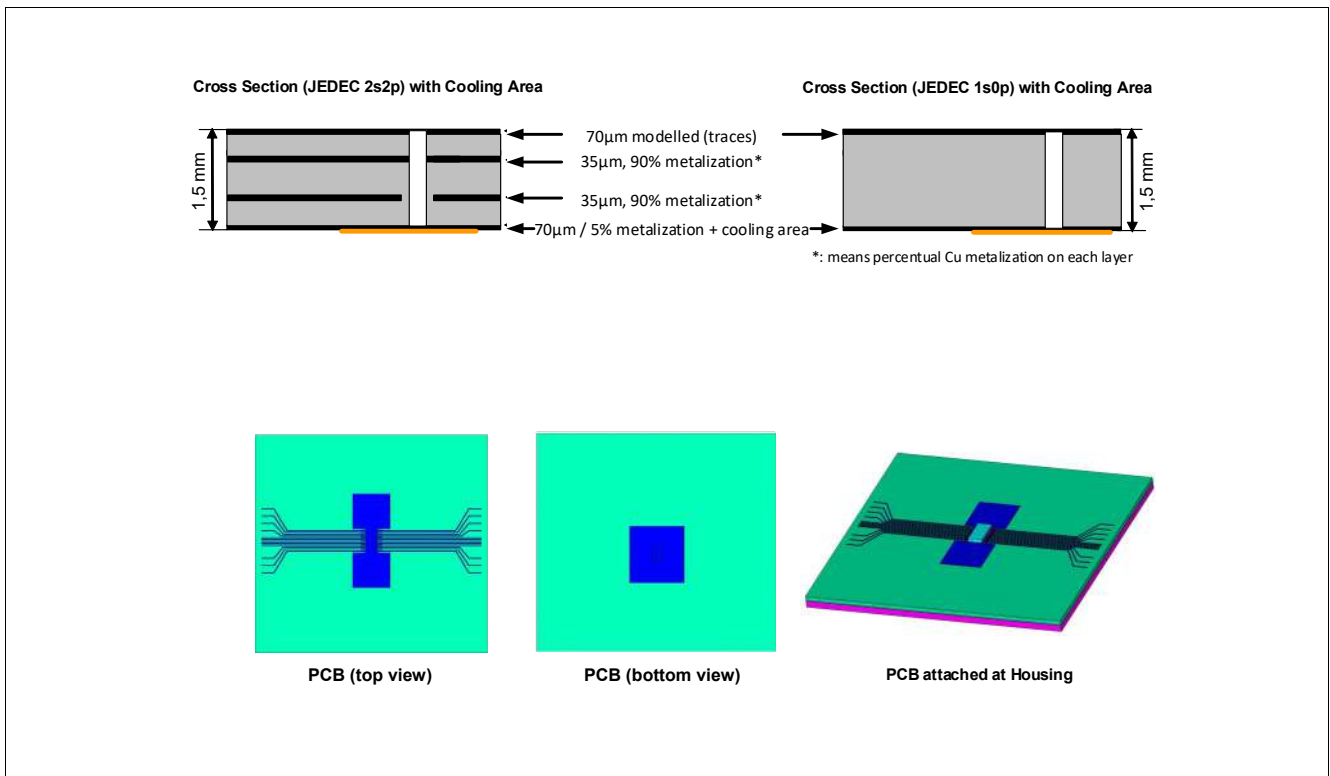 Cross Section (JEDEC 2s2p) with Cooling Area
Cross Section (JEDEC 1s0p) with Cooling Area
1,5 mm
70µm modelled (traces)
35µm, 90% metalization*
35µm, 90% metalization*
70µm / 5% metalization + cooling area
1,5 mm
*: means percentual Cu metalization on each layer
PCB (top view)
PCB (bottom view)
PCB attached at Housing